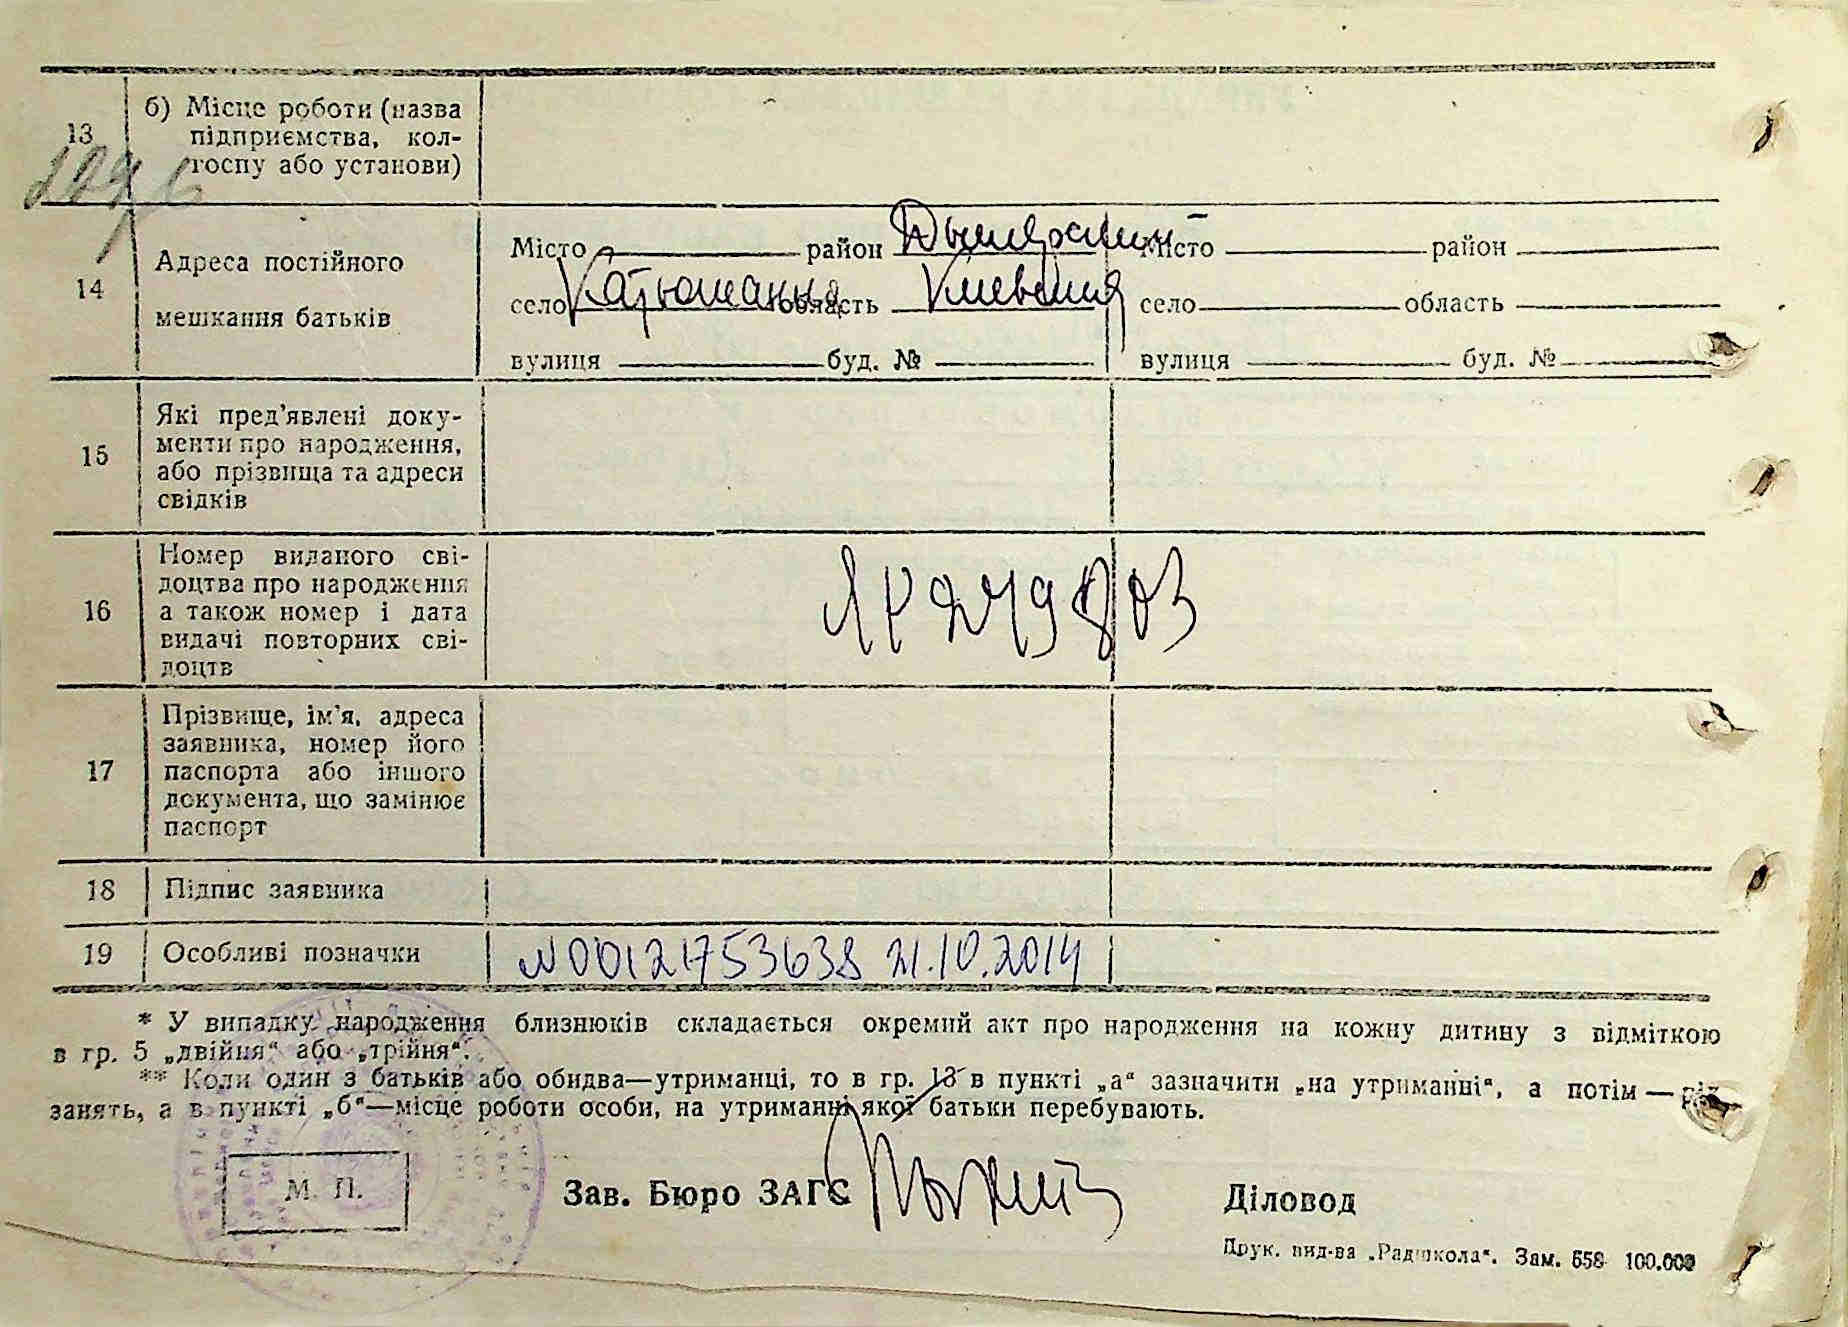 13
б) Місце роботи (назва
підприємства, кол-
госпу або установи)
14
Адреса постійного
мешкання батьків
Місто район Дымерский
село Катюжанка область Киевская
вулиця буд. №
Місто район
село область
вулиця буд. №
15
Які пред'явлені доку-
менти про народження,
або прізвища та адреси
свідків
16
Номер виданого сві-
доцтва про народження
а також номер і дата
видачі повторних сві-
доцтв
17
Прізвище, ім'я, адреса
заявника, номер його
паспорта або іншого
документа, що замінює
паспорт
18
Підпис заявника
19
Особливі позначки
N00121753638 21.10.2014
* У випадку народження близнюків складається окремий акт про народження на кожну дитину з відміткою
в гр. 5 „двійня“ або „трійня“.
** Коли один з батьків або обидва—утриманці, то в гр. 13 в пункті „а“ зазначити „на утриманні“, а потім —
занять, а в пункті „б“—місце роботи особи, на утриманні якої батьки перебувають.
М. П.
Зав. Бюро ЗАГС
Діловод
Друк. вид-ва „Радшкола“. Зам. 658 100.000